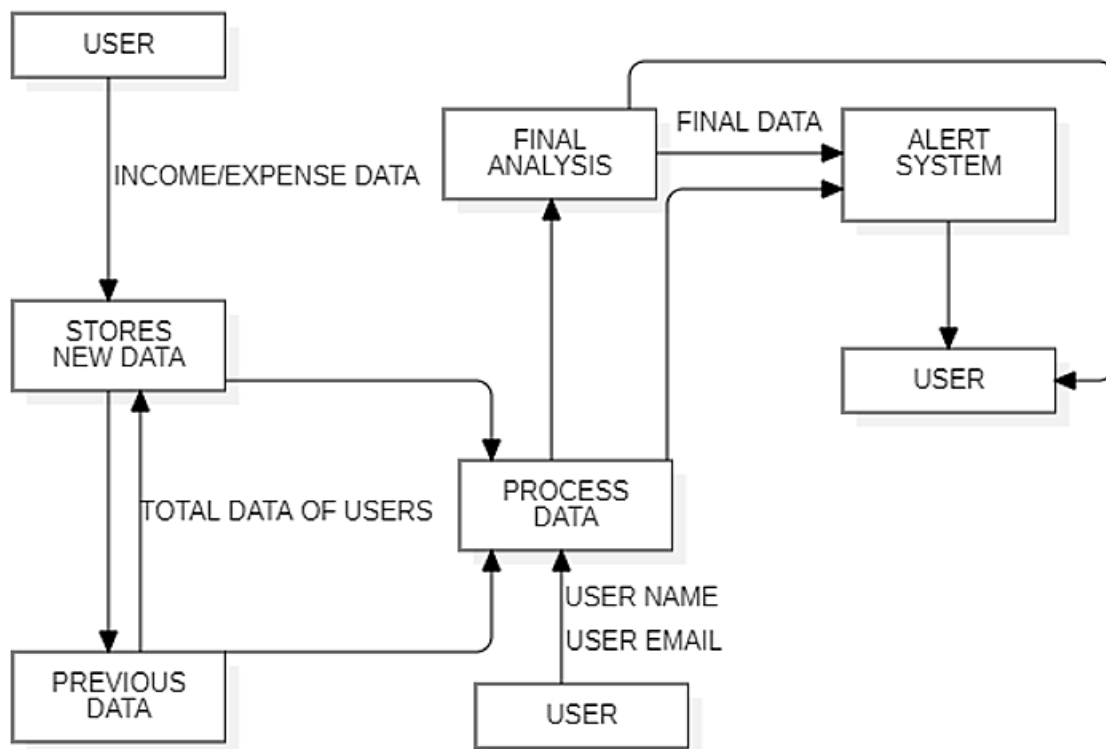 USER
FINAL
ANALYSIS
FINAL DATA
ALERT
SYSTEM
INCOME/EXPENSE DATA
STORES
NEW DATA
USER
PROCESS
DATA
TOTAL DATA OF USERS
USER NAME
USER EMAIL
PREVIOUS
DATA
USER